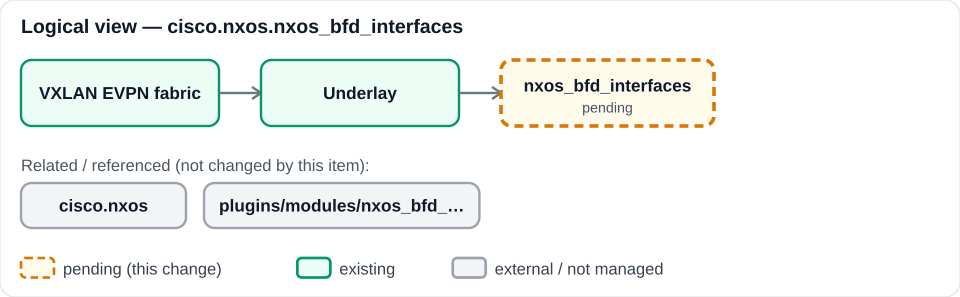 Logical view — cisco.nxos.nxos_bfd_interfaces
VXLAN EVPN fabric
Underlay
nxos_bfd_interfaces
pending
Related / referenced (not changed by this item):
cisco.nxos
plugins/modules/nxos_bfd_…
pending (this change)
existing
external / not managed